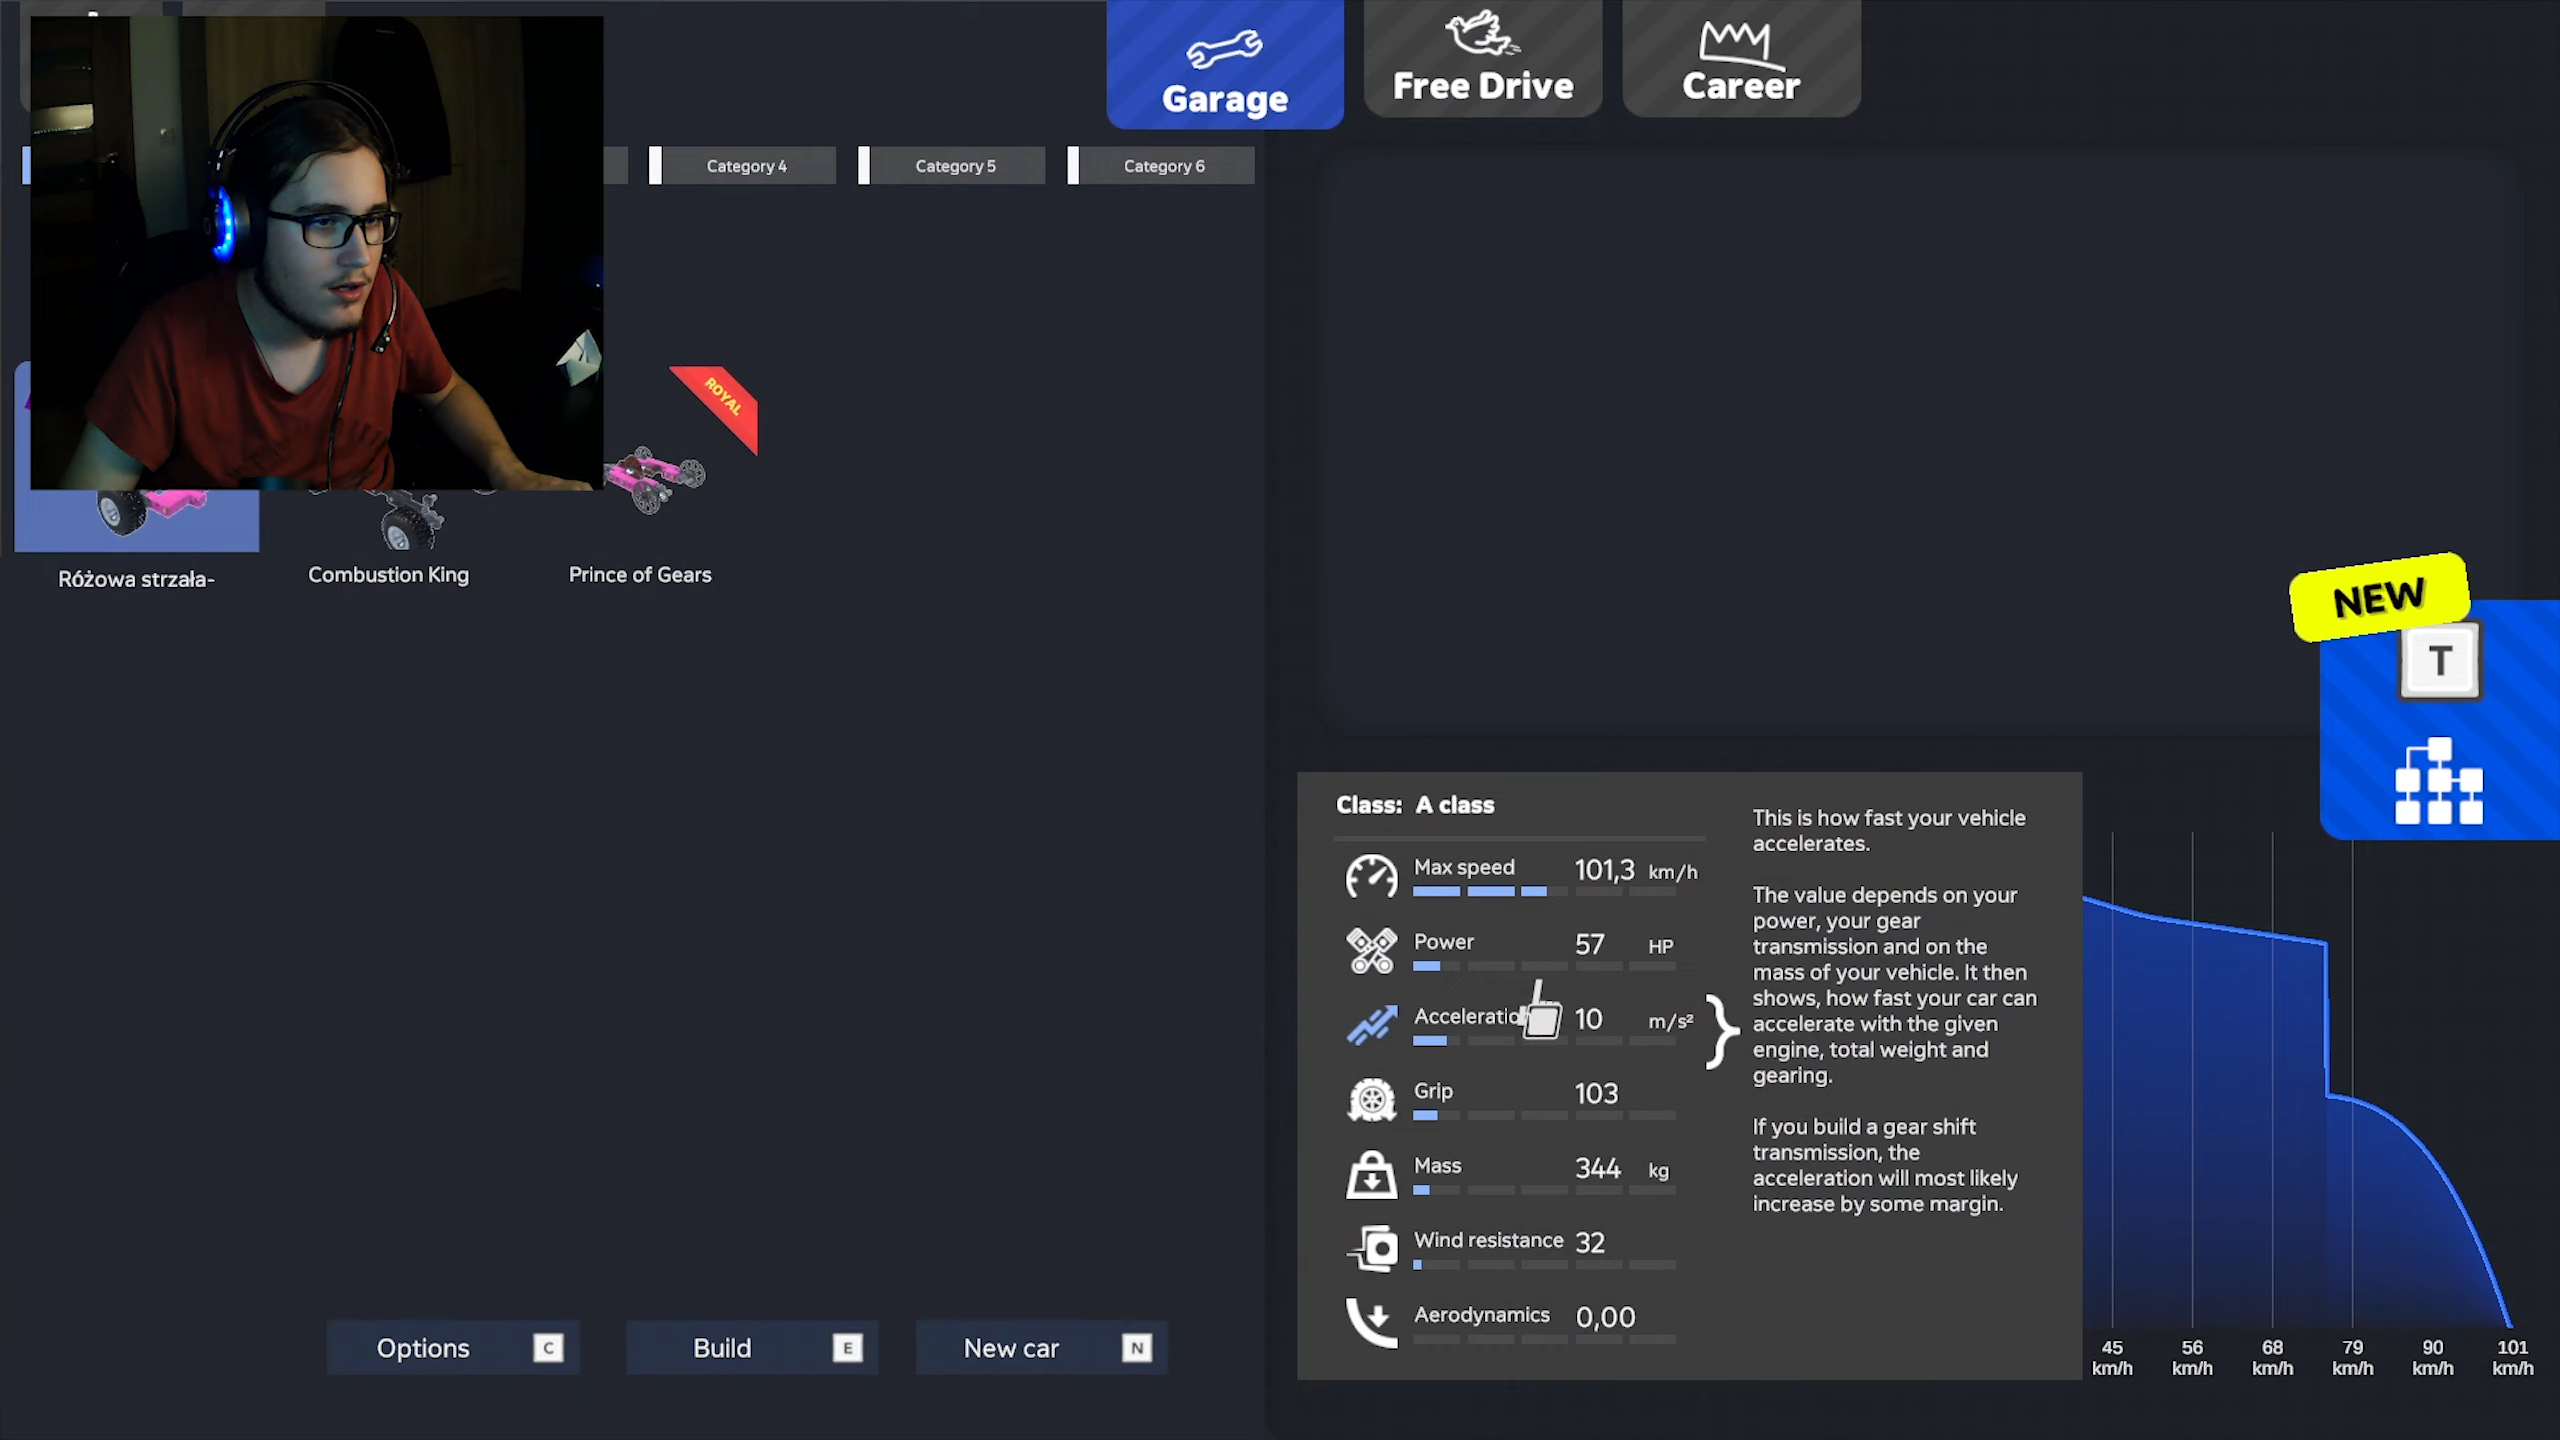 Garage
Free Drive
Career
Category 4
Category 5
Category 6
ROYAL
Różowa strzała-
Combustion King
Prince of Gears
NEW
T
Class: A class
Max speed 101,3 km/h
Power 57 HP
Acceleratio 10 m/s²
Grip 103
Mass 344 kg
Wind resistance 32
Aerodynamics 0,00
This is how fast your vehicle
accelerates.
The value depends on your
power, your gear
transmission and on the
mass of your vehicle. It then
shows, how fast your car can
accelerate with the given
engine, total weight and
gearing.
If you build a gear shift
transmission, the
acceleration will most likely
increase by some margin.
45 56 68 79 90 101
km/h km/h km/h km/h km/h km/h
Options C
Build E
New car N